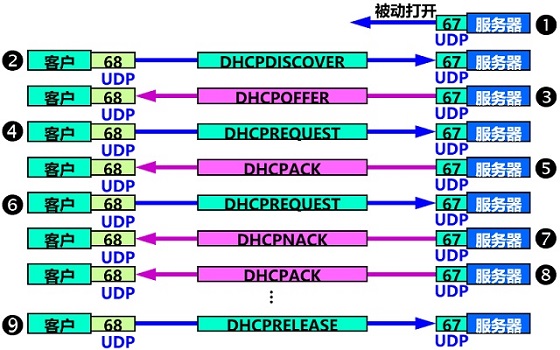 被动打开
67 服务器 ❶
UDP
❷ 客户 68 DHCPDISCOVER 67 服务器
UDP UDP
客户 68 DHCPOFFER 67 服务器 ❸
UDP UDP
❹ 客户 68 DHCPREQUEST 67 服务器
UDP UDP
客户 68 DHCPACK 67 服务器 ❺
UDP UDP
❻ 客户 68 DHCPREQUEST 67 服务器
UDP UDP
客户 68 DHCPNACK 67 服务器 ❼
UDP UDP
客户 68 DHCPACK 67 服务器 ❽
UDP ⋮ UDP
❾ 客户 68 DHCPRELEASE 67 服务器
UDP UDP